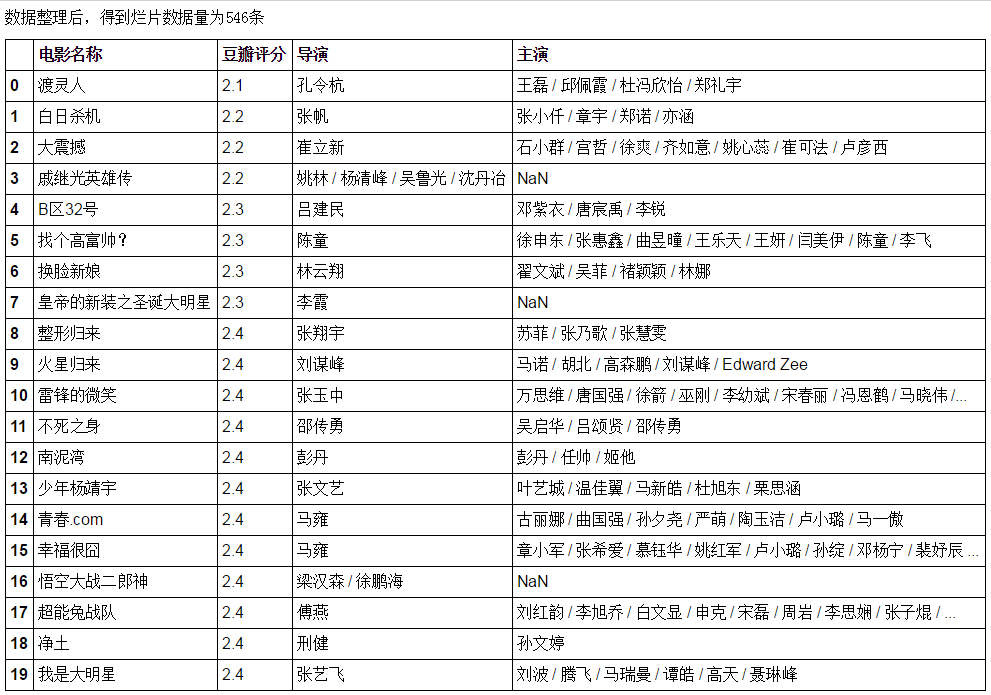 数据整理后，得到烂片数据量为546条
电影名称 豆瓣评分 导演 主演
0 渡灵人 2.1 孔令杭 王磊 / 邱佩霞 / 杜冯欣怡 / 郑礼宇
1 白日杀机 2.2 张帆 张小仟 / 章宇 / 郑诺 / 亦涵
2 大震撼 2.2 崔立新 石小群 / 宫哲 / 徐爽 / 齐如意 / 姚心蕊 / 崔可法 / 卢彦西
3 戚继光英雄传 2.2 姚林 / 杨清峰 / 吴鲁光 / 沈丹冶 NaN
4 B区32号 2.3 吕建民 邓紫衣 / 唐宸禹 / 李锐
5 找个高富帅？ 2.3 陈童 徐申东 / 张惠鑫 / 曲昱曈 / 王乐天 / 王妍 / 闫美伊 / 陈童 / 李飞
6 换脸新娘 2.3 林云翔 翟文斌 / 吴菲 / 褚颖颖 / 林娜
7 皇帝的新装之圣诞大明星 2.3 李霞 NaN
8 整形归来 2.4 张翔宇 苏菲 / 张乃歌 / 张慧雯
9 火星归来 2.4 刘谋峰 马诺 / 胡北 / 高森鹏 / 刘谋峰 / Edward Zee
10 雷锋的微笑 2.4 张玉中 万思维 / 唐国强 / 徐箭 / 巫刚 / 李幼斌 / 宋春丽 / 冯恩鹤 / 马晓伟 /...
11 不死之身 2.4 邵传勇 吴启华 / 吕颂贤 / 邵传勇
12 南泥湾 2.4 彭丹 彭丹 / 任帅 / 姬他
13 少年杨靖宇 2.4 张文艺 叶艺城 / 温佳翼 / 马新皓 / 杜旭东 / 栗思涵
14 青春.com 2.4 马雍 古丽娜 / 曲国强 / 孙夕尧 / 严萌 / 陶玉洁 / 卢小璐 / 马一傲
15 幸福很囧 2.4 马雍 章小军 / 张希爱 / 慕钰华 / 姚红军 / 卢小璐 / 孙绽 / 邓杨宁 / 裴妤辰 ...
16 悟空大战二郎神 2.4 梁汉森 / 徐鹏海 NaN
17 超能兔战队 2.4 傅燕 刘红韵 / 李旭乔 / 白文显 / 申克 / 宋磊 / 周岩 / 李思娴 / 张子焜 / ...
18 净土 2.4 刑健 孙文婷
19 我是大明星 2.4 张艺飞 刘波 / 腾飞 / 马瑞曼 / 谭皓 / 高天 / 聂琳峰